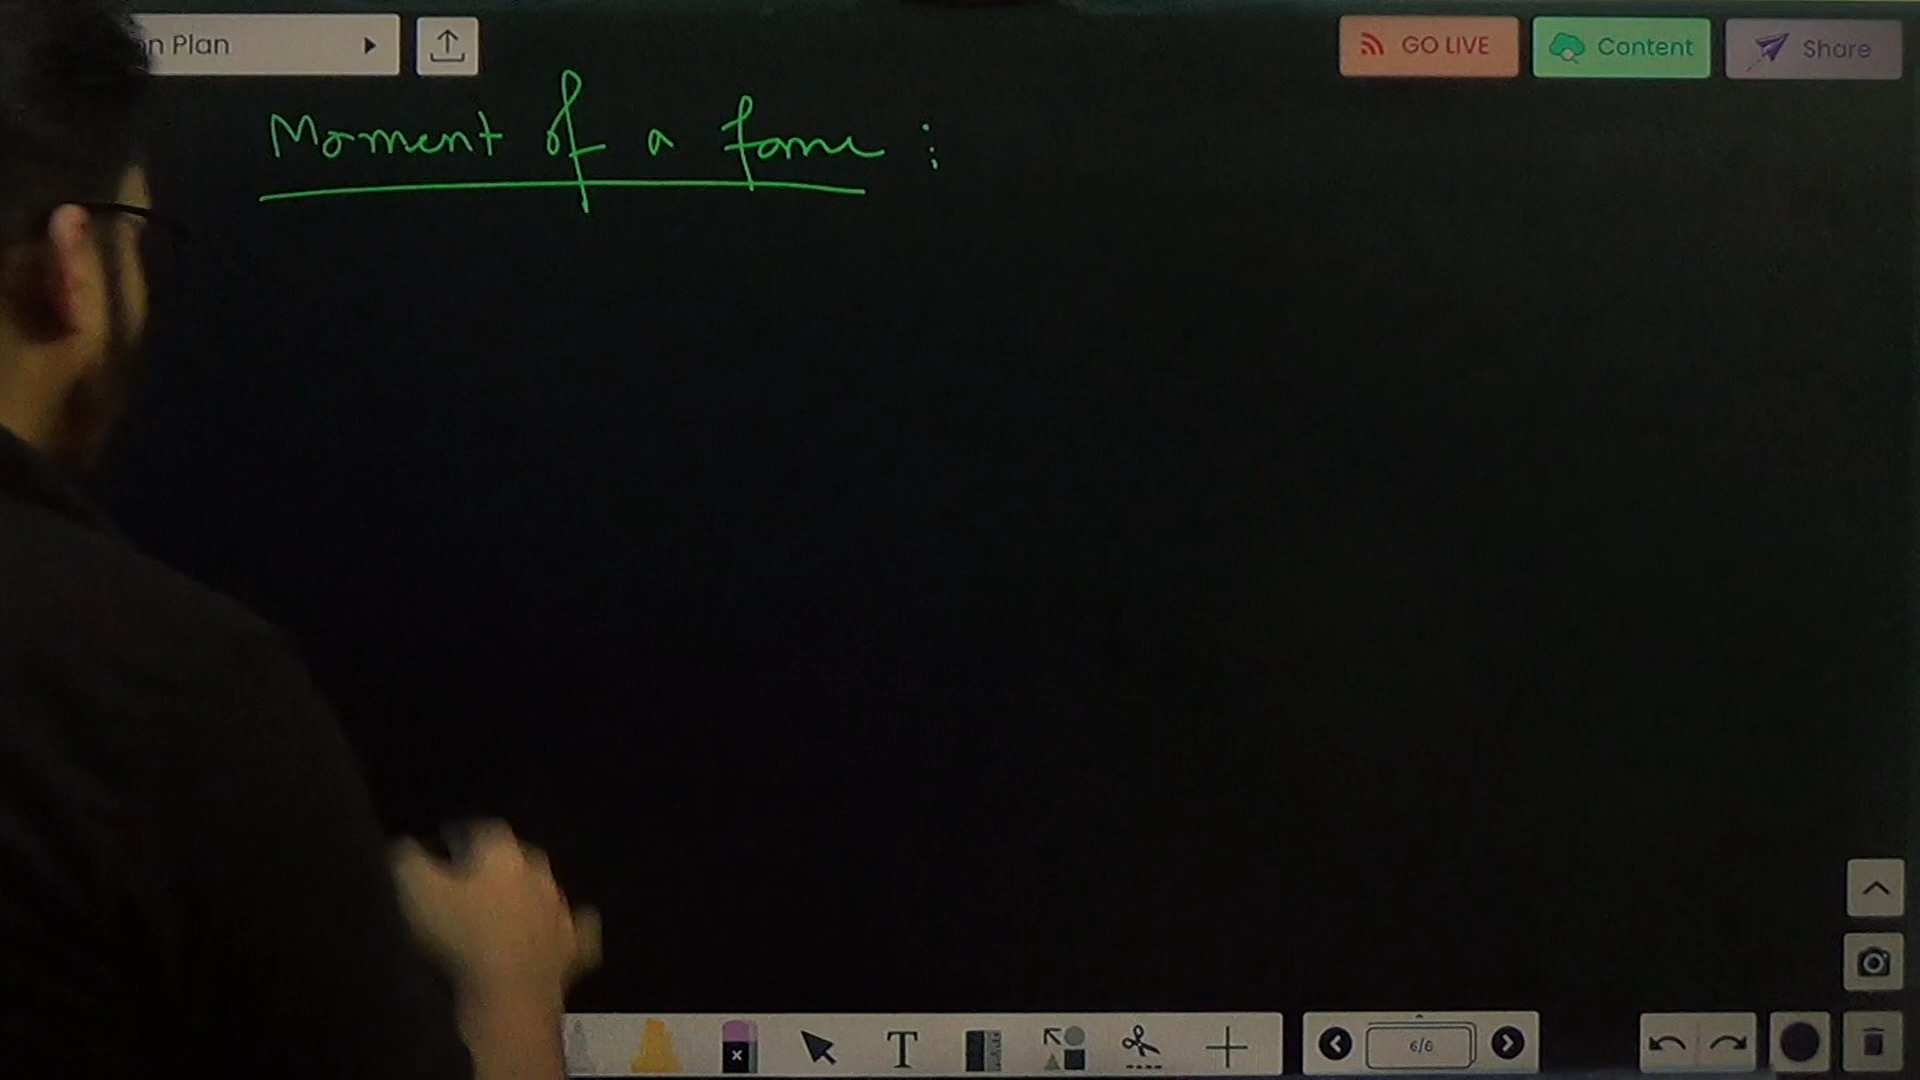 n Plan
GO LIVE
Content
Share
Moment of a force :
T
6/6